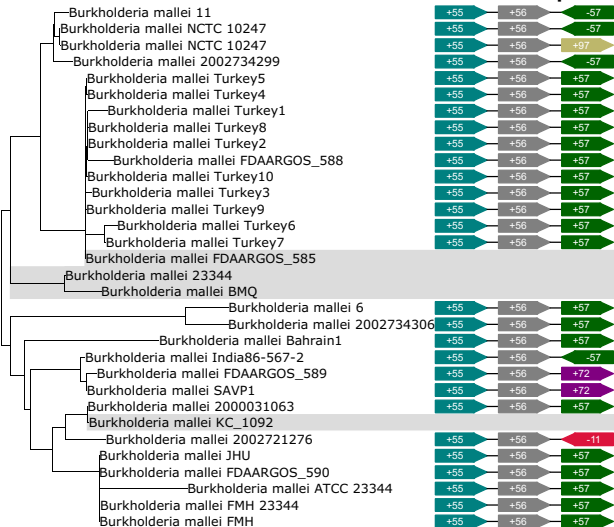 Burkholderia mallei 11 +55 +56 -57
Burkholderia mallei NCTC 10247 +55 +56 -57
Burkholderia mallei NCTC 10247 +55 +56 +97
Burkholderia mallei 2002734299 +55 +56 -57
Burkholderia mallei Turkey5 +55 +56 +57
Burkholderia mallei Turkey4 +55 +56 +57
Burkholderia mallei Turkey1 +55 +56 +57
Burkholderia mallei Turkey8 +55 +56 +57
Burkholderia mallei Turkey2 +55 +56 +57
Burkholderia mallei FDAARGOS_588 +55 +56 +57
Burkholderia mallei Turkey10 +55 +56 +57
Burkholderia mallei Turkey3 +55 +56 +57
Burkholderia mallei Turkey9 +55 +56 +57
Burkholderia mallei Turkey6 +55 +56 +57
Burkholderia mallei Turkey7 +55 +56 +57
Burkholderia mallei FDAARGOS_585
Burkholderia mallei 23344
Burkholderia mallei BMQ
Burkholderia mallei 6 +55 +56 +57
Burkholderia mallei 2002734306 +55 +56 +57
Burkholderia mallei Bahrain1 +55 +56 +57
Burkholderia mallei India86-567-2 +55 +56 -57
Burkholderia mallei FDAARGOS_589 +55 +56 +72
Burkholderia mallei SAVP1 +55 +56 +72
Burkholderia mallei 2000031063 +55 +56 +57
Burkholderia mallei KC_1092
Burkholderia mallei 2002721276 +55 +56 -11
Burkholderia mallei JHU +55 +56 +57
Burkholderia mallei FDAARGOS_590 +55 +56 +57
Burkholderia mallei ATCC 23344 +55 +56 +57
Burkholderia mallei FMH 23344 +55 +56 +57
Burkholderia mallei FMH +55 +56 +57